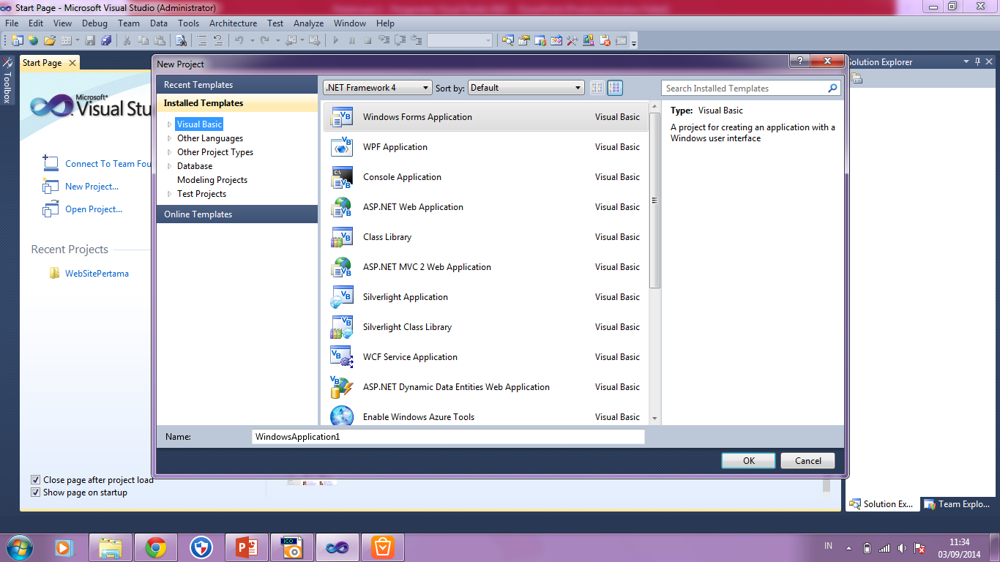 Start Page - Microsoft Visual Studio (Administrator)
File Edit View Debug Team Data Tools Architecture Test Analyze Window Help
Toolbox
Start Page
Microsoft
Visual Stu
Connect To Team Fou
New Project...
Open Project...
Recent Projects
WebSitePertama
Close page after project load
Show page on startup
New Project
Recent Templates
Installed Templates
Visual Basic
Other Languages
Other Project Types
Database
Modeling Projects
Test Projects
Online Templates
.NET Framework 4 Sort by: Default
Windows Forms Application Visual Basic
WPF Application Visual Basic
Console Application Visual Basic
ASP.NET Web Application Visual Basic
Class Library Visual Basic
ASP.NET MVC 2 Web Application Visual Basic
Silverlight Application Visual Basic
Silverlight Class Library Visual Basic
WCF Service Application Visual Basic
ASP.NET Dynamic Data Entities Web Application Visual Basic
Enable Windows Azure Tools Visual Basic
Search Installed Templates
Type: Visual Basic
A project for creating an application with a
Windows user interface
Name: WindowsApplication1
OK Cancel
Solution Explorer
Solution Ex... Team Explo...
IN
11:34
03/09/2014